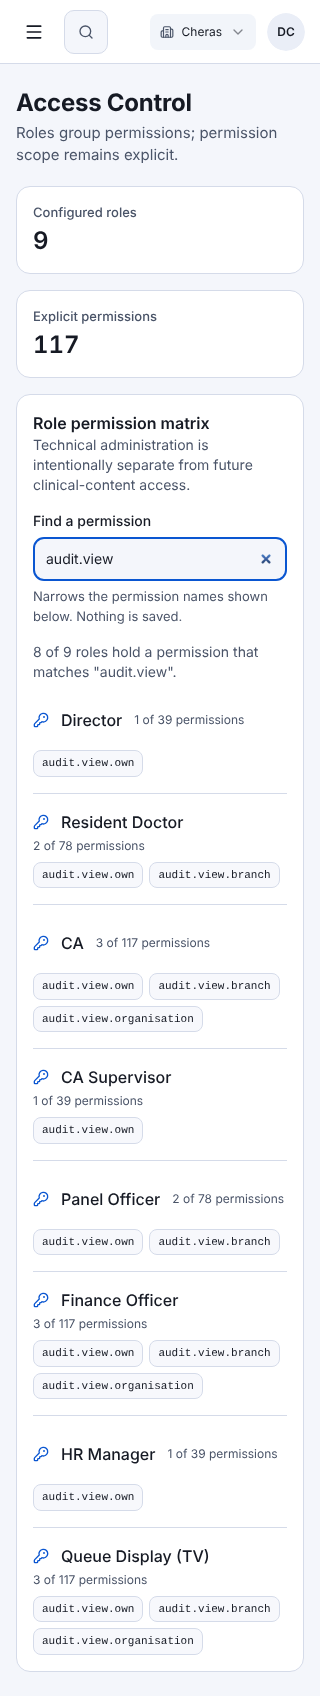 Cheras
DC
Access Control
Roles group permissions; permission
scope remains explicit.
Configured roles
9
Explicit permissions
117
Role permission matrix
Technical administration is
intentionally separate from future
clinical-content access.
Find a permission
audit.view
Narrows the permission names shown
below. Nothing is saved.
8 of 9 roles hold a permission that
matches "audit.view".
Director 1 of 39 permissions
audit.view.own
Resident Doctor
2 of 78 permissions
audit.view.own audit.view.branch
CA 3 of 117 permissions
audit.view.own audit.view.branch
audit.view.organisation
CA Supervisor
1 of 39 permissions
audit.view.own
Panel Officer 2 of 78 permissions
audit.view.own audit.view.branch
Finance Officer
3 of 117 permissions
audit.view.own audit.view.branch
audit.view.organisation
HR Manager 1 of 39 permissions
audit.view.own
Queue Display (TV)
3 of 117 permissions
audit.view.own audit.view.branch
audit.view.organisation